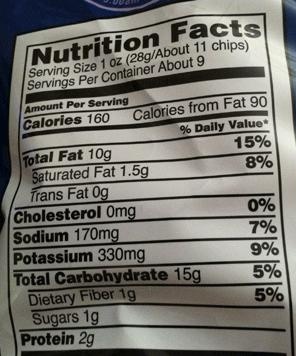 Nutrition Facts
Serving Size 1 oz (28g/About 11 chips)
Servings Per Container About 9
Amount Per Serving
Calories 160 Calories from Fat 90
% Daily Value*
Total Fat 10g 15%
Saturated Fat 1.5g 8%
Trans Fat 0g
Cholesterol 0mg 0%
Sodium 170mg 7%
Potassium 330mg 9%
Total Carbohydrate 15g 5%
Dietary Fiber 1g 5%
Sugars 1g
Protein 2g